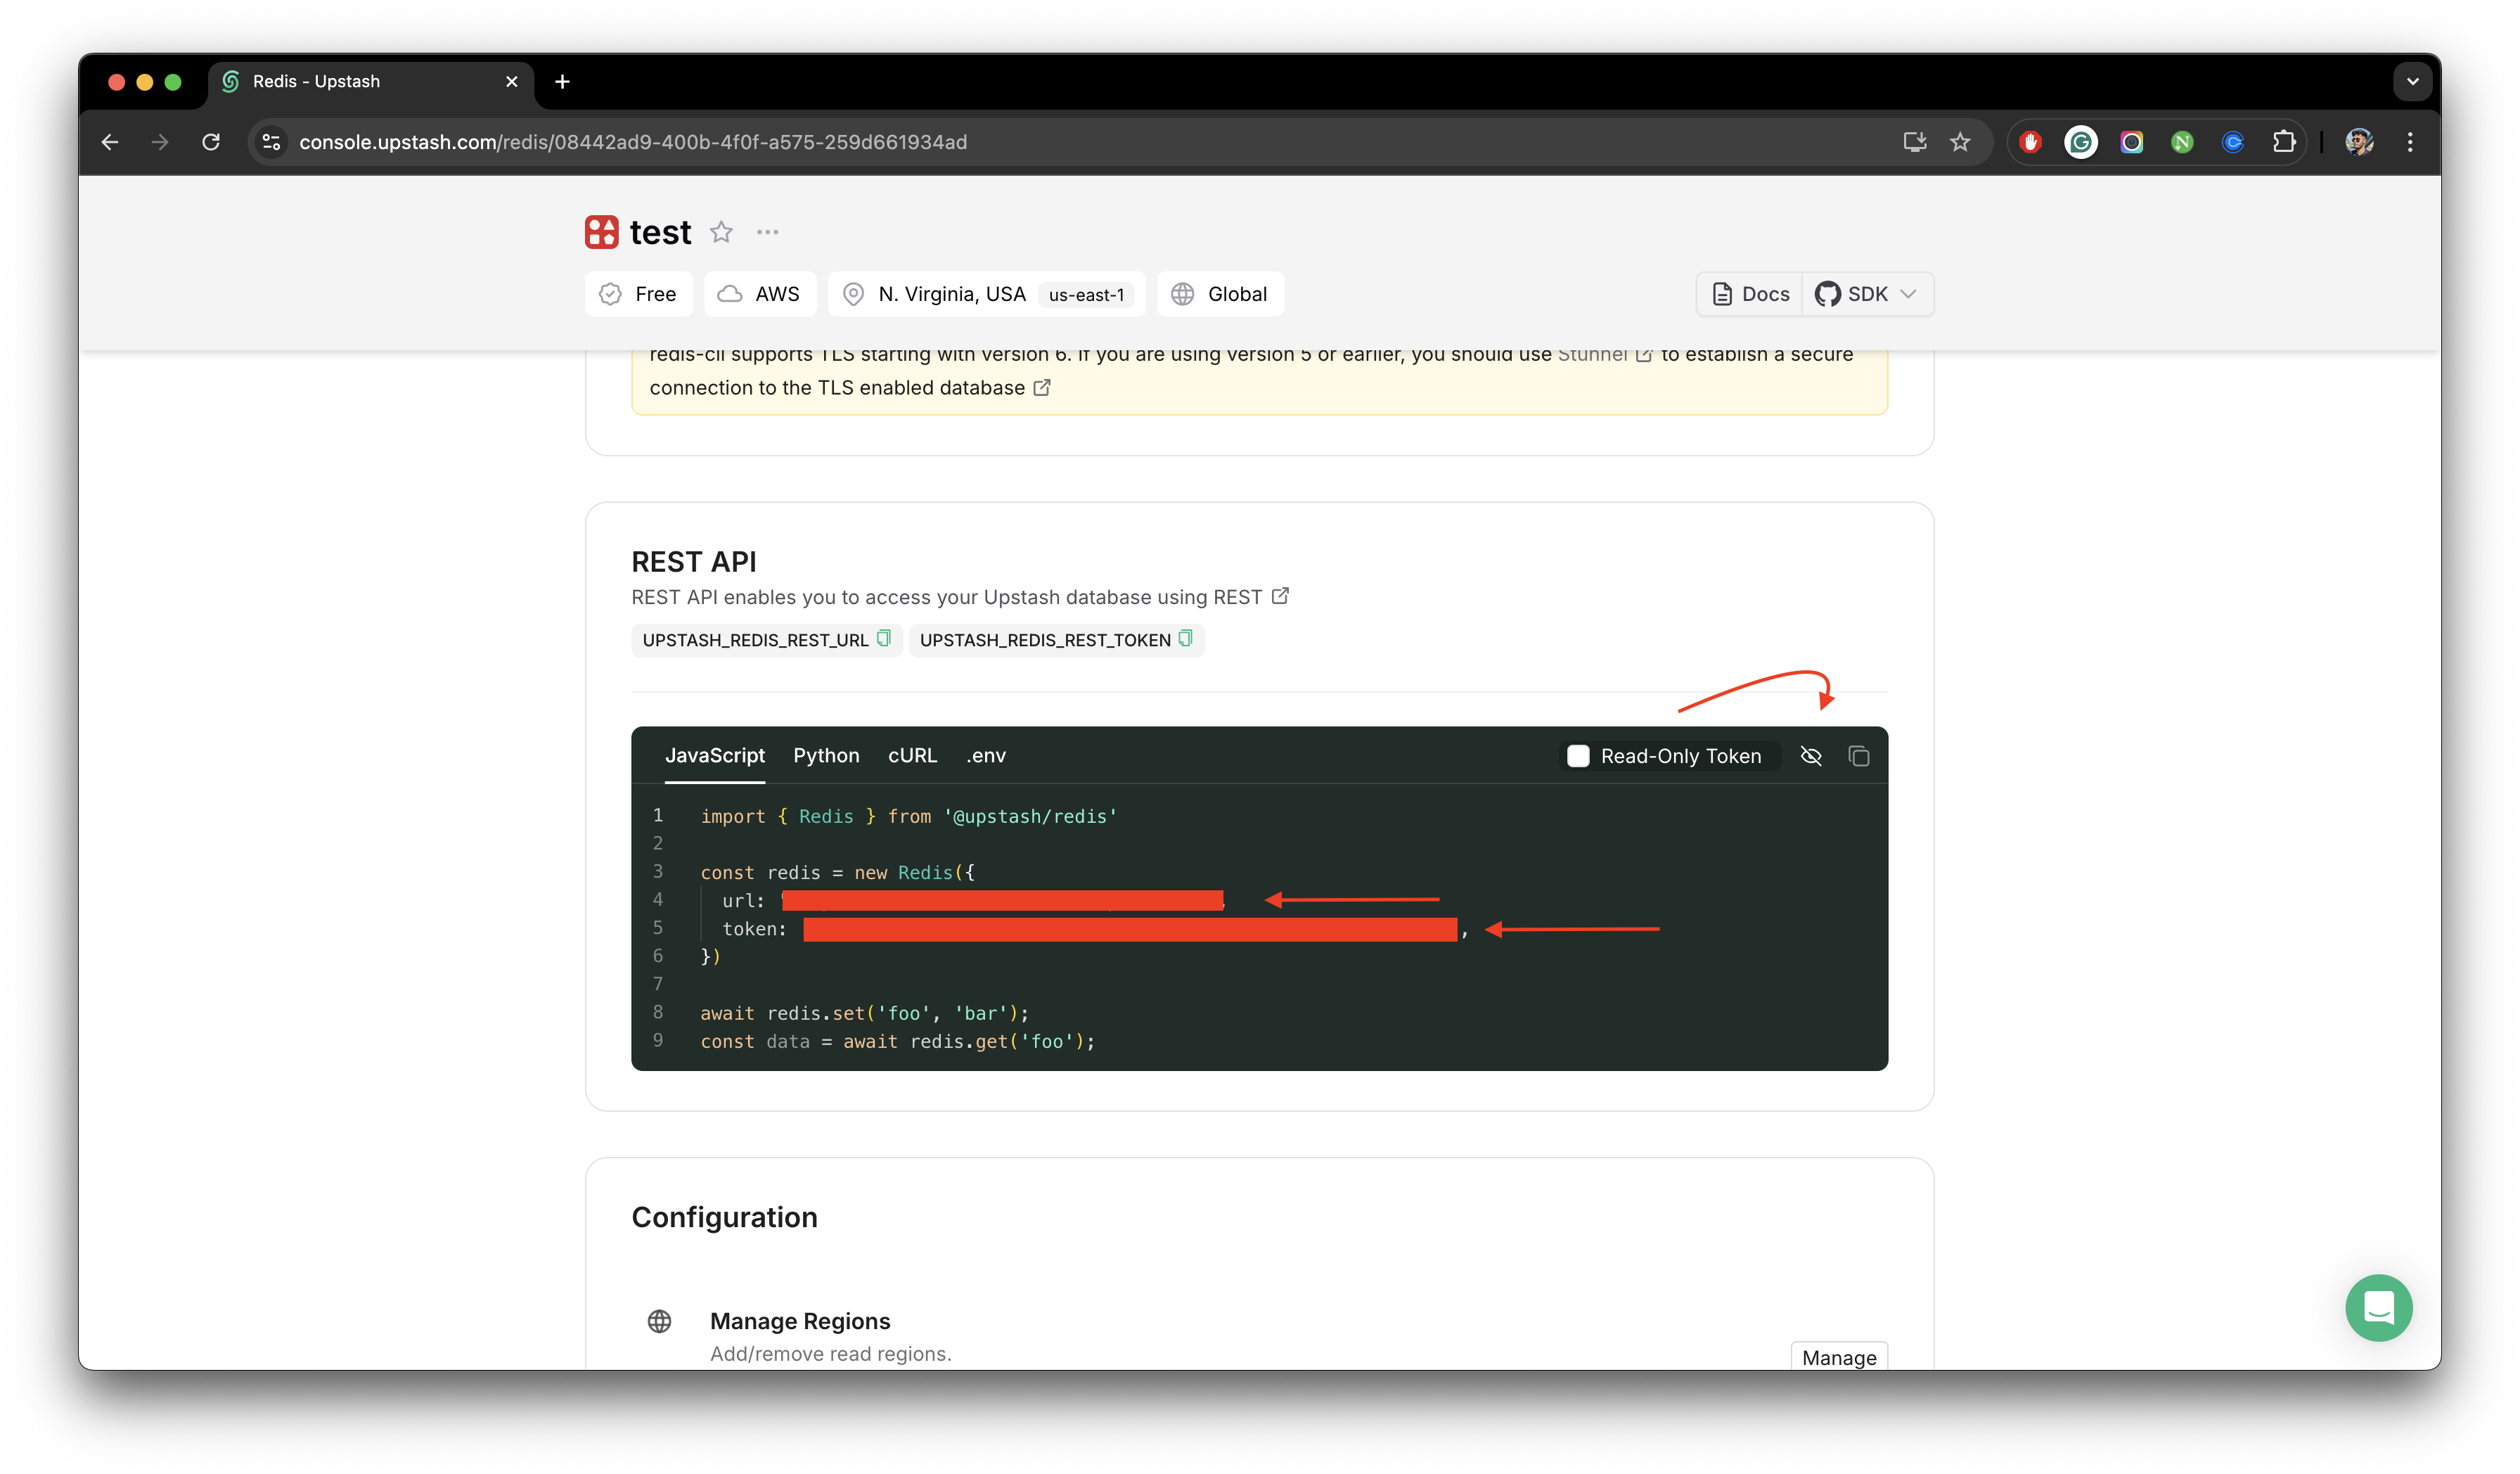 Redis - Upstash
console.upstash.com/redis/08442ad9-400b-4f0f-a575-259d661934ad
test
Free
AWS
N. Virginia, USA us-east-1
Global
Docs
SDK
redis-cli supports TLS starting with version 6. If you are using version 5 or earlier, you should use Stunnel to establish a secure
connection to the TLS enabled database
REST API
REST API enables you to access your Upstash database using REST
UPSTASH_REDIS_REST_URL
UPSTASH_REDIS_REST_TOKEN
JavaScript Python cURL .env
Read-Only Token
1 import { Redis } from '@upstash/redis'
2
3 const redis = new Redis({
4 url:
5 token: ,
6 })
7
8 await redis.set('foo', 'bar');
9 const data = await redis.get('foo');
Configuration
Manage Regions
Add/remove read regions.
Manage